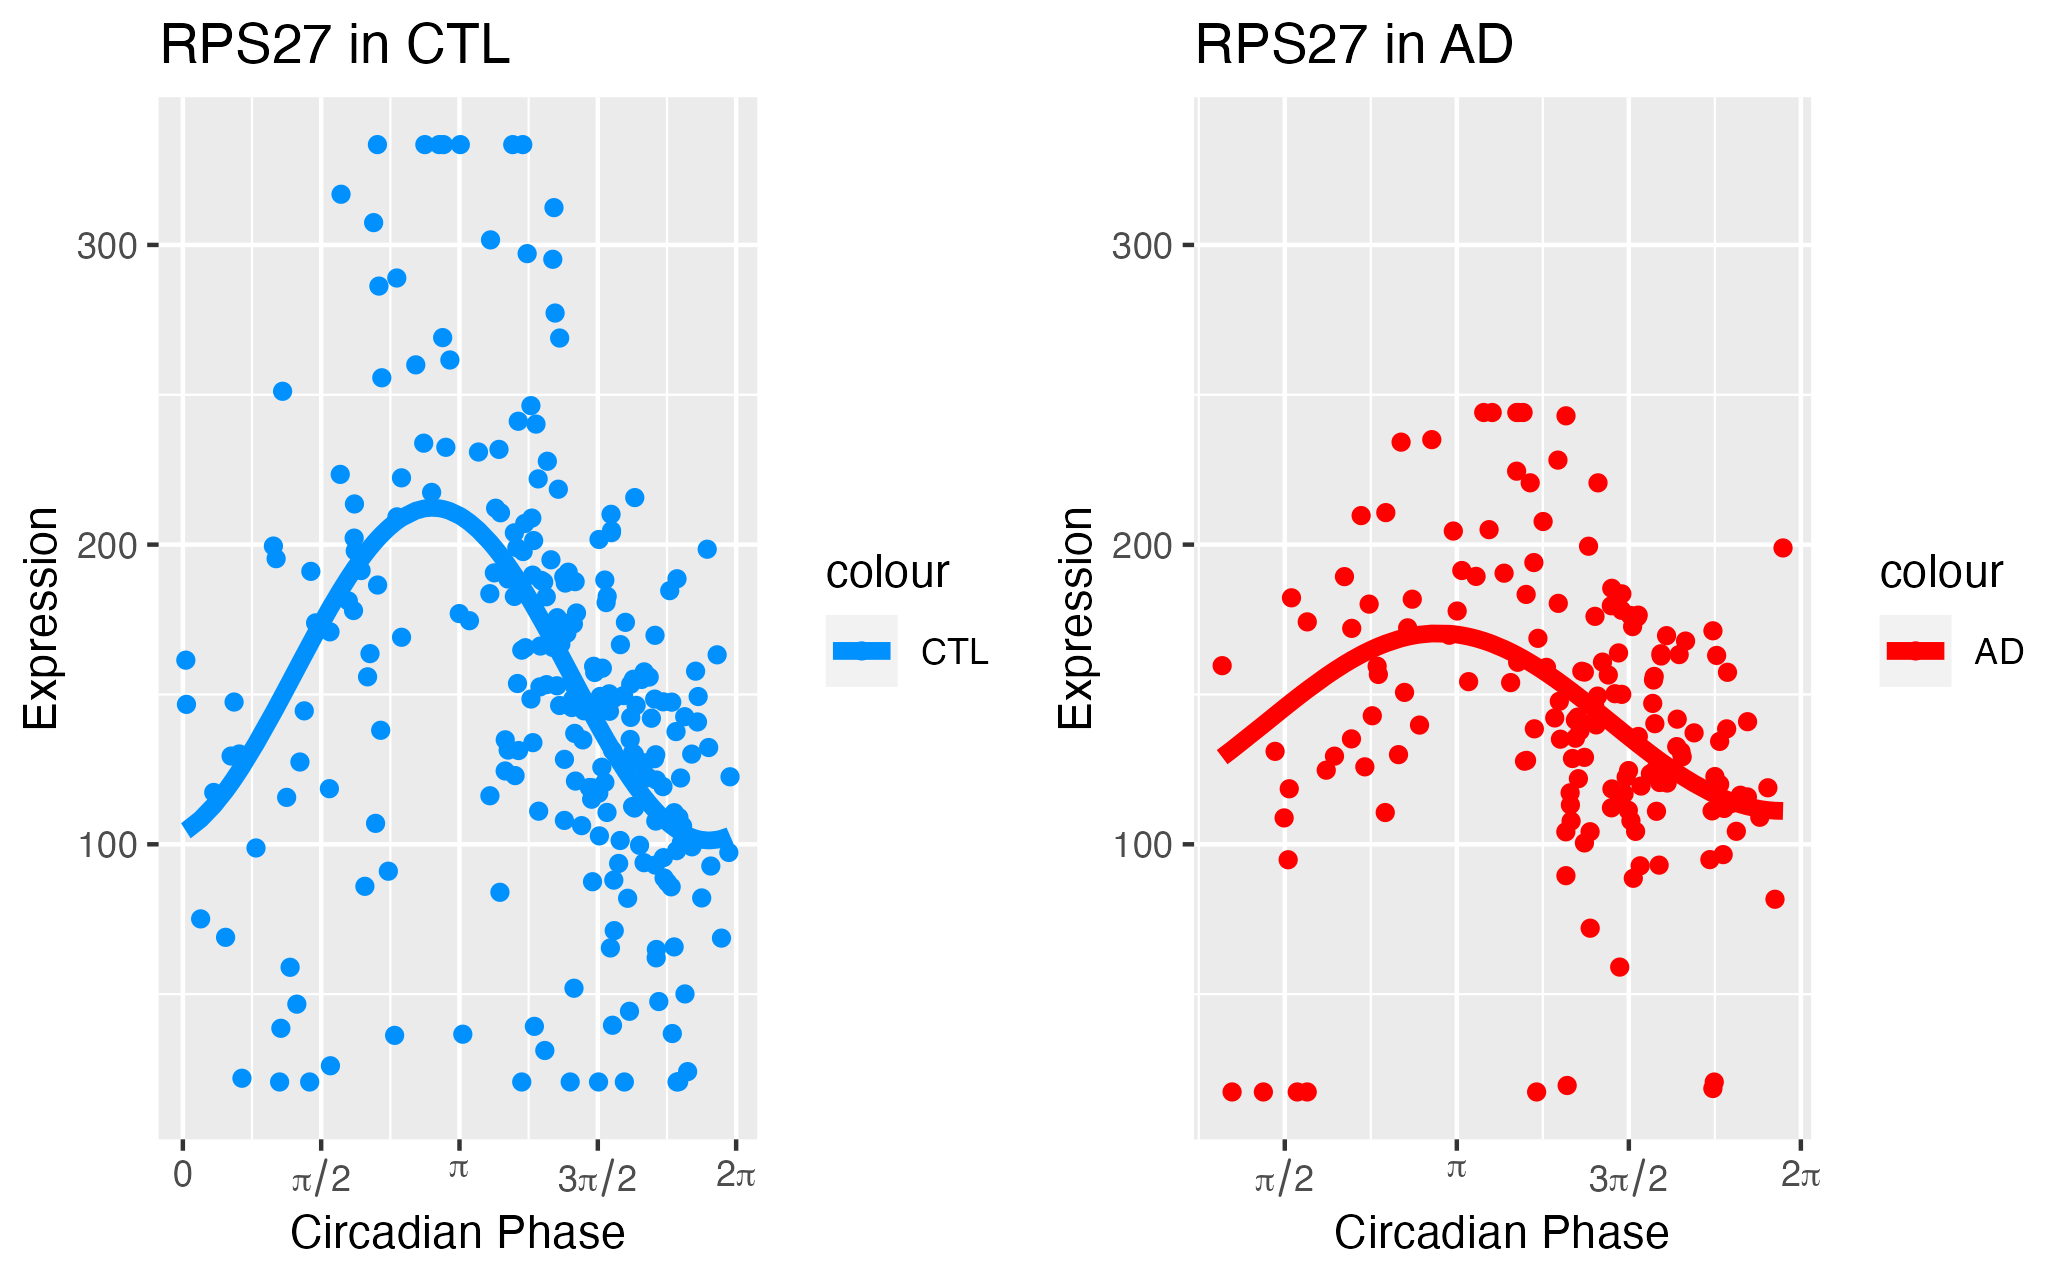 RPS27 in CTL
300
200
100
Expression
0
π/2
π
3π/2
2π
Circadian Phase
colour
CTL
RPS27 in AD
300
200
100
Expression
π/2
π
3π/2
2π
Circadian Phase
colour
AD